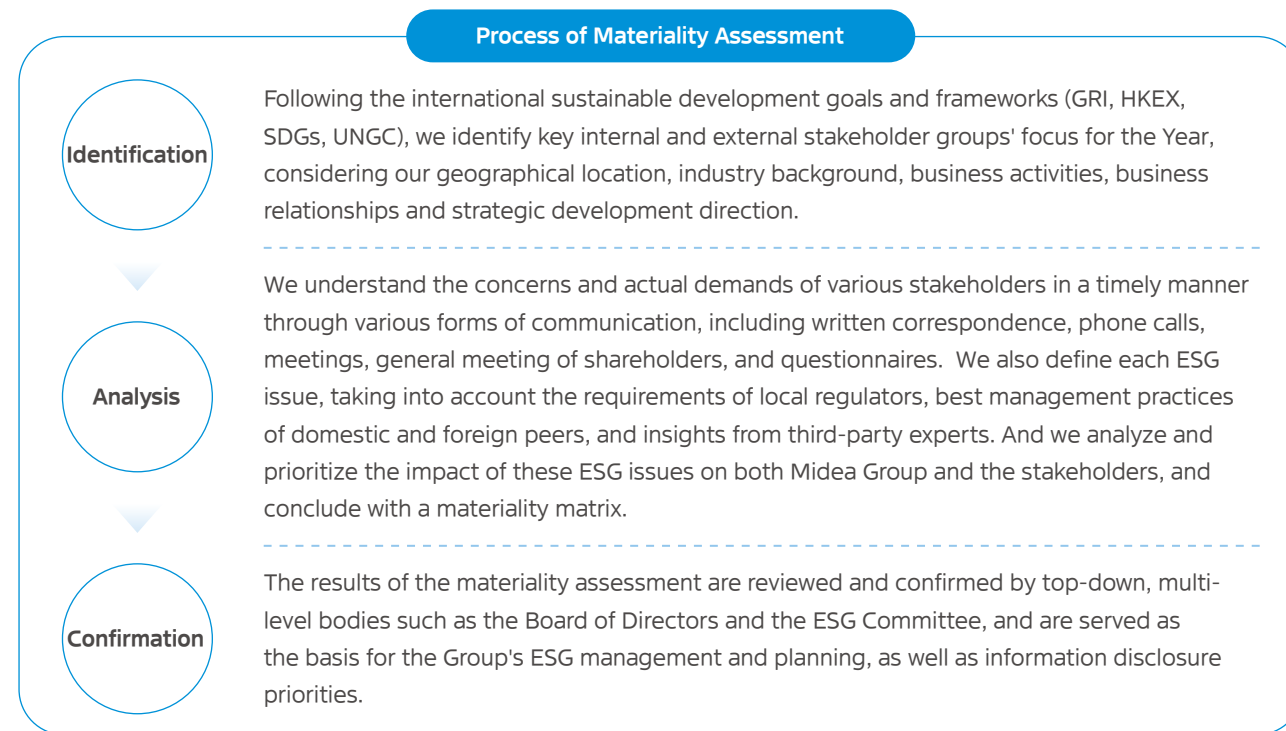 Process of Materiality Assessment
Identification
Following the international sustainable development goals and frameworks (GRI, HKEX,
SDGs, UNGC), we identify key internal and external stakeholder groups' focus for the Year,
considering our geographical location, industry background, business activities, business
relationships and strategic development direction.
Analysis
We understand the concerns and actual demands of various stakeholders in a timely manner
through various forms of communication, including written correspondence, phone calls,
meetings, general meeting of shareholders, and questionnaires.  We also define each ESG
issue, taking into account the requirements of local regulators, best management practices
of domestic and foreign peers, and insights from third-party experts. And we analyze and
prioritize the impact of these ESG issues on both Midea Group and the stakeholders, and
conclude with a materiality matrix.
Confirmation
The results of the materiality assessment are reviewed and confirmed by top-down, multi-
level bodies such as the Board of Directors and the ESG Committee, and are served as
the basis for the Group's ESG management and planning, as well as information disclosure
priorities.